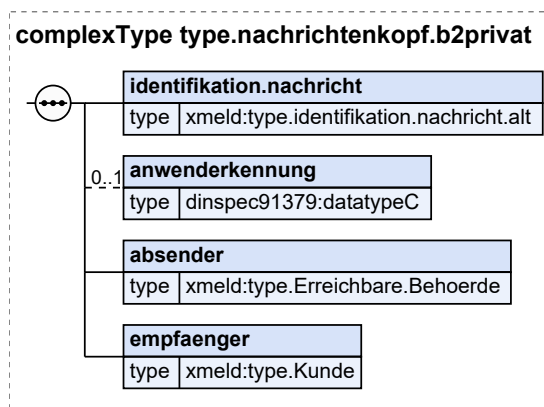 complexType type.nachrichtenkopf.b2privat
identifikation.nachricht
type xmeld:type.identifikation.nachricht.alt
0..1
anwenderkennung
type dinspec91379:datatypeC
absender
type xmeld:type.Erreichbare.Behoerde
empfaenger
type xmeld:type.Kunde